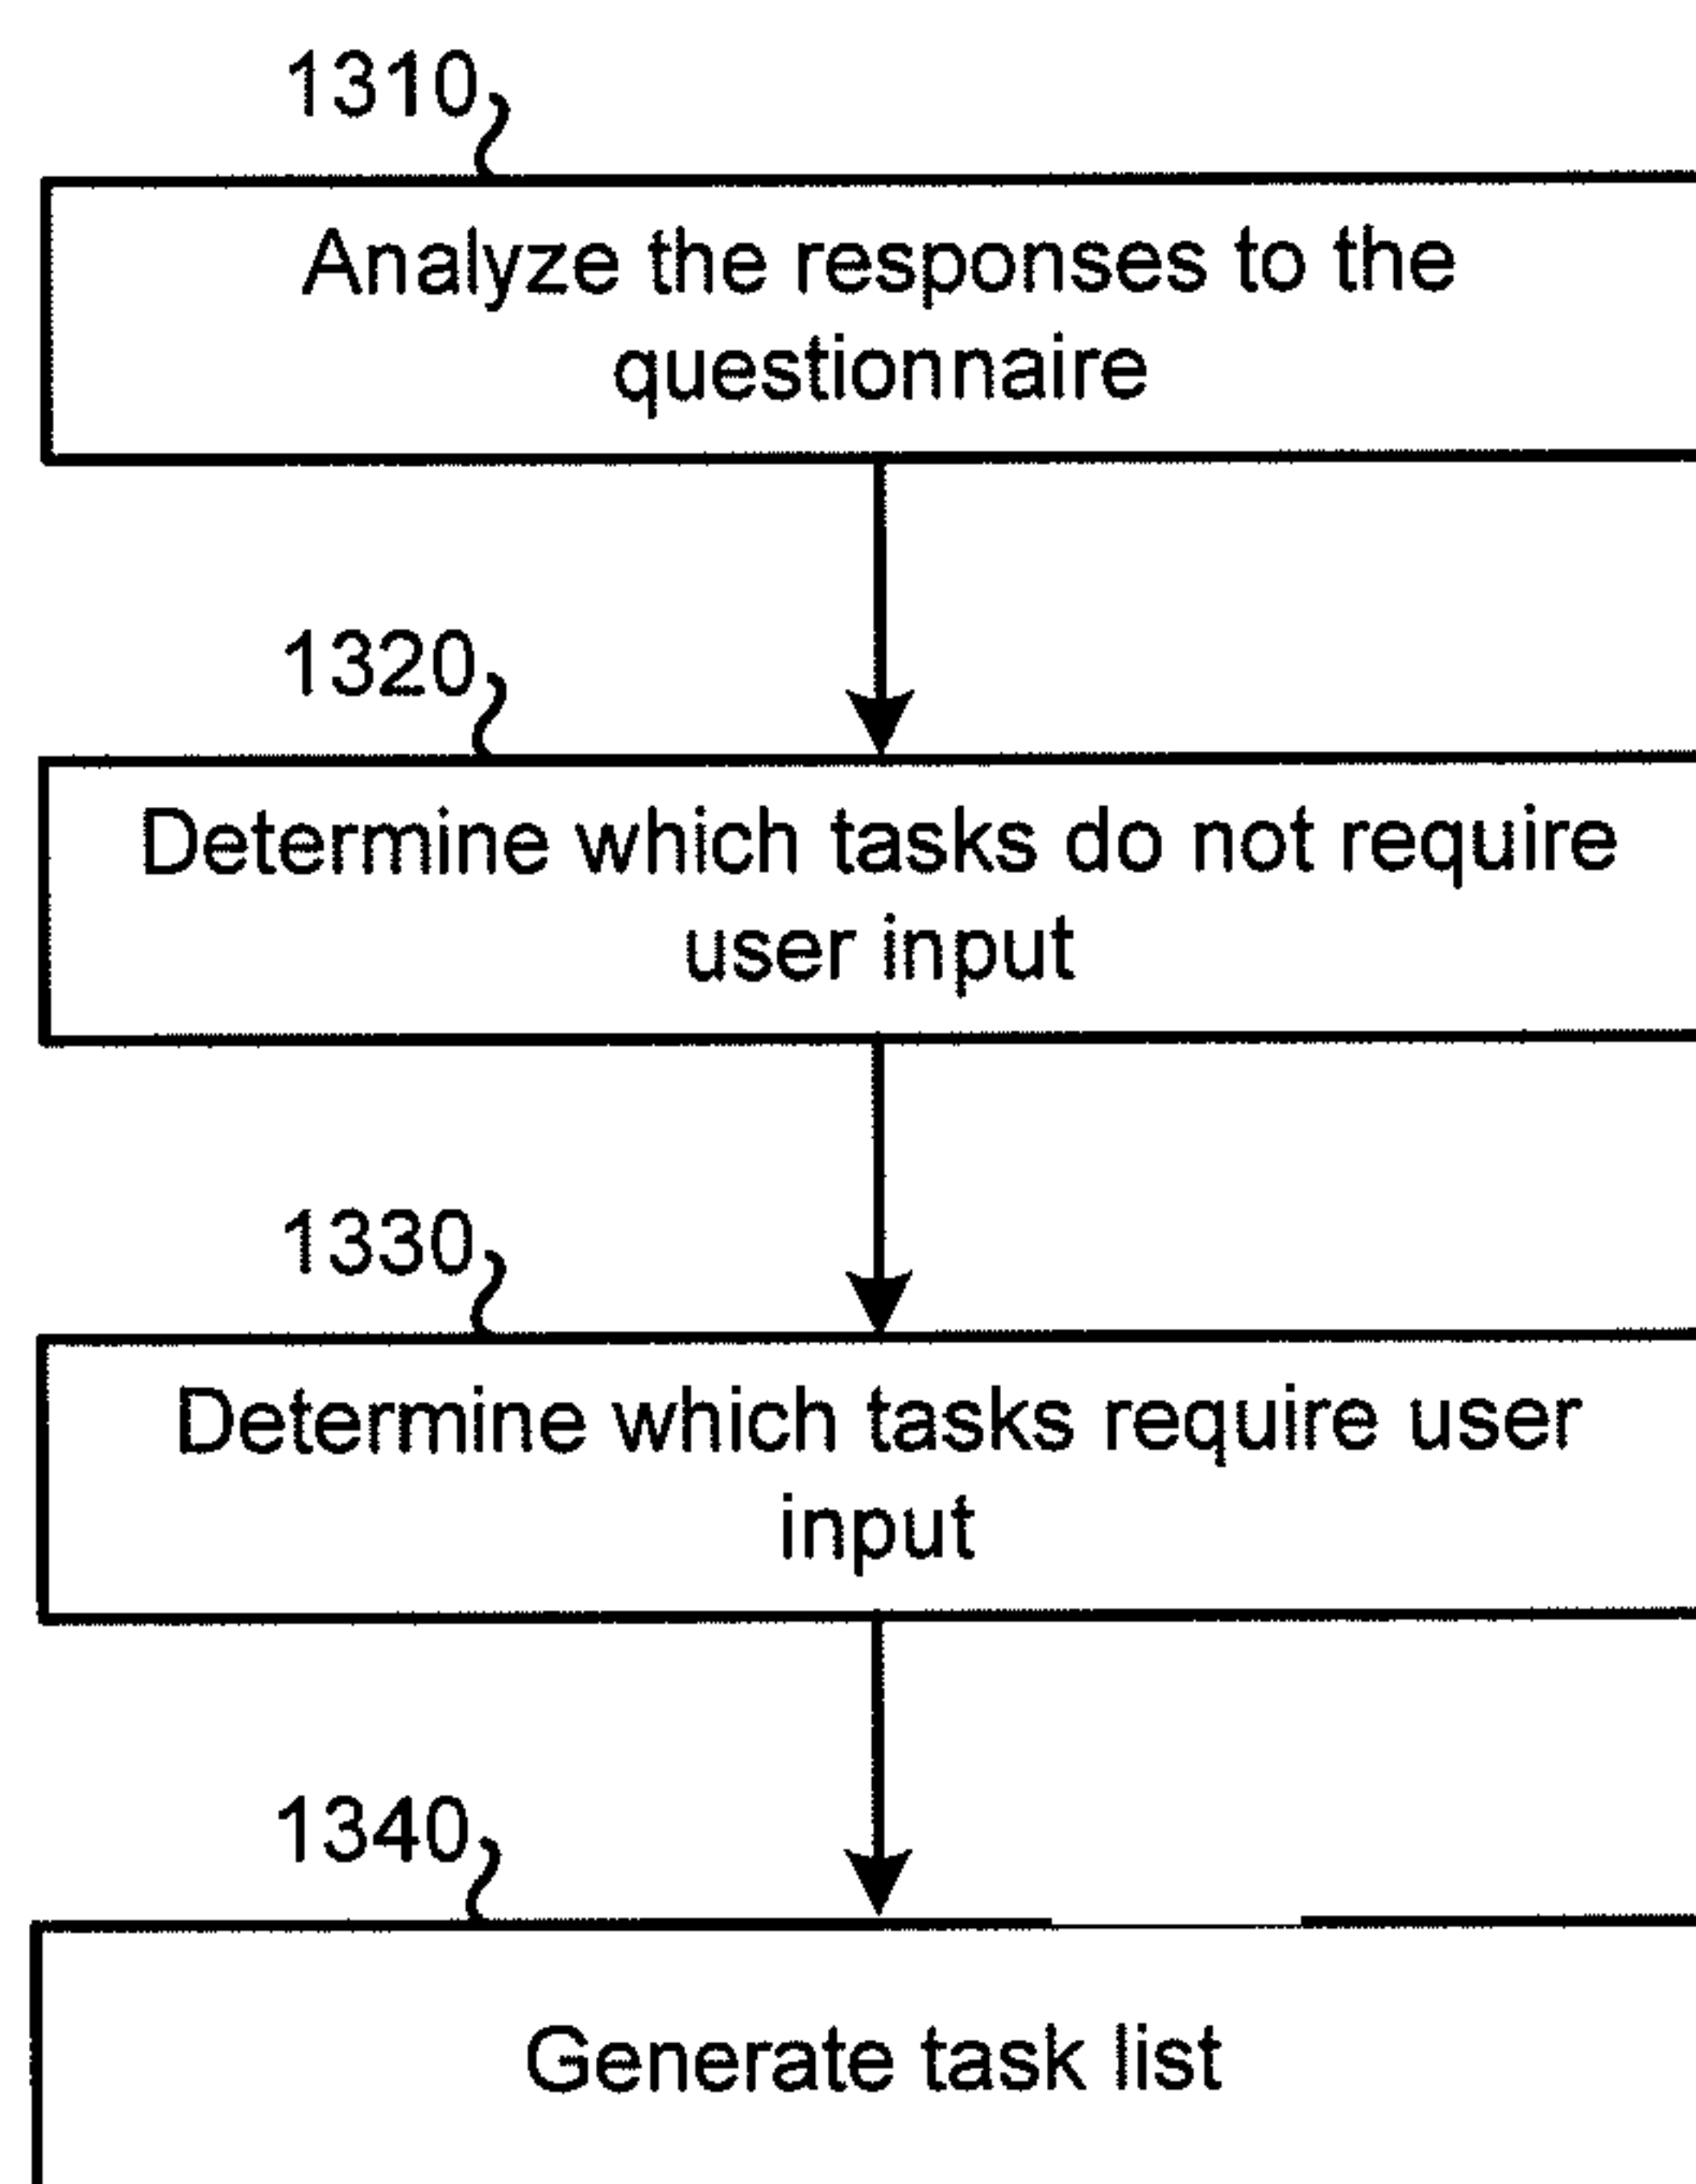 1310
Analyze the responses to the
questionnaire
1320
Determine which tasks do not require
user input
1330
Determine which tasks require user
input
1340
Generate task list